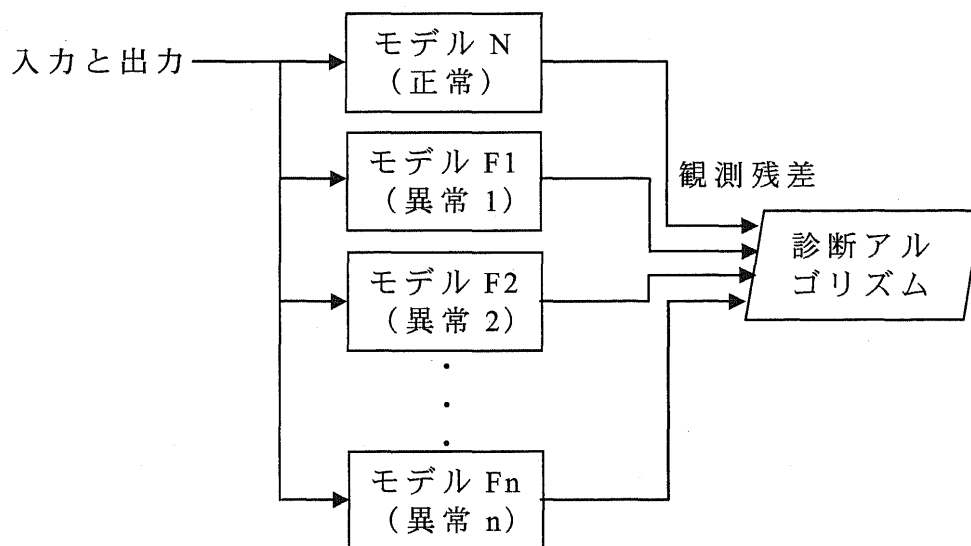 入力と出力
モデル N
（正常）
モデル F1
（異常 1）
観測残差
診断アル
ゴリズム
モデル F2
（異常 2）
モデル Fn
（異常 n）